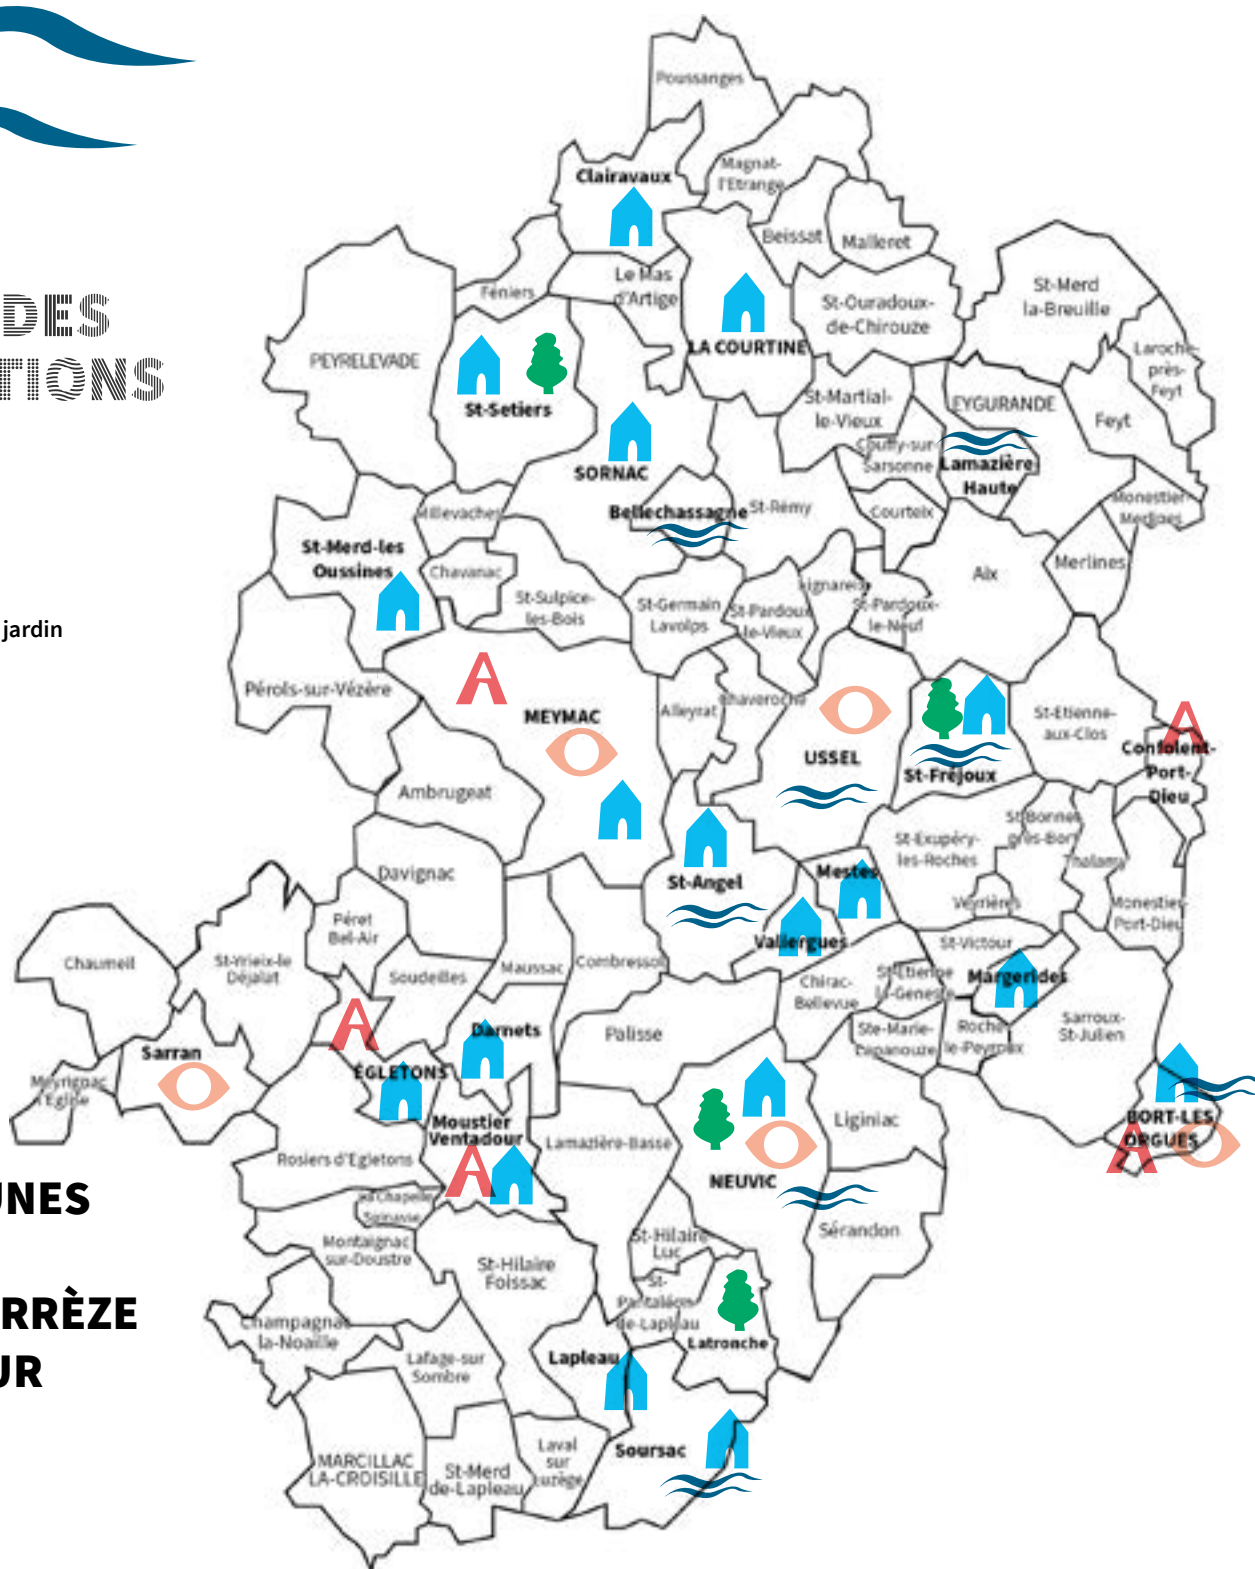 DES
TIONS
jardin
UNES
RRÈZE
UR
Poussanges
Clairavaux
Magnat-
l'Etrange
Beissat
Malleret
Le Mas
d'Artige
Féniers
LA COURTINE
St-Ouradoux-
de-Chirouze
St-Merd
la-Breuille
Laroche-
près-
Feyt
PEYRELEVADE
St-Setiers
SORNAC
St-Martial-
le-Vieux
EYGURANDE
Feyt
Couffy-sur-
Sarsonne
Lamazière-
Haute
Bellechassagne
St-Rémy
Courteix
Monestier-
Merlines
Millevaches
St-Merd-les
Oussines
Chavanac
St-Sulpice-
les-Bois
St-Germain
Lavolps
St-Pardoux
-le-Vieux
Lignareix
St-Pardoux-
le-Neuf
Aix
Merlines
Pérols-sur-Vézère
MEYMAC
Alleyrat
Chaveroche
USSEL
St-Fréjoux
St-Etienne-
aux-Clos
Confolent-
Port-
Dieu
Ambrugeat
Davignac
St-Angel
Mestes
Valiergues
St-Exupéry-
les-Roches
St-Bonnet
près-Bort
Thalamy
Veyrières
Monestier-
Port-Dieu
Péret
Bel-Air
Chaumeil
St-Yrieix-le
Déjalat
Soudeilles
Maussac
Combressol
St-Victour
Margerides
Chirac-
Bellevue
St-Etienne
la-Geneste
Ste-Marie-
Lapanouze
Roche-
le-Peyroux
Sarroux-
St-Julien
Darnets
Palisse
Sarran
ÉGLETONS
Meyrignac
l'Eglise
Moustier
Ventadour
Lamazière-Basse
Liginiac
BORT-LES
ORGUES
Rosiers d'Egletons
NEUVIC
La Chapelle
Spinasse
Sérandon
Montaignac
sur-Doustre
St-Hilaire
Foissac
St-Hilaire
Luc
St-
Pantaléon-
de-Lapleau
Latronche
Champagnac
la-Noaille
Lafage-sur
Sombre
Lapleau
Soursac
MARCILLAC
LA-CROISILLE
St-Merd
de-Lapleau
Laval
sur
Luzège